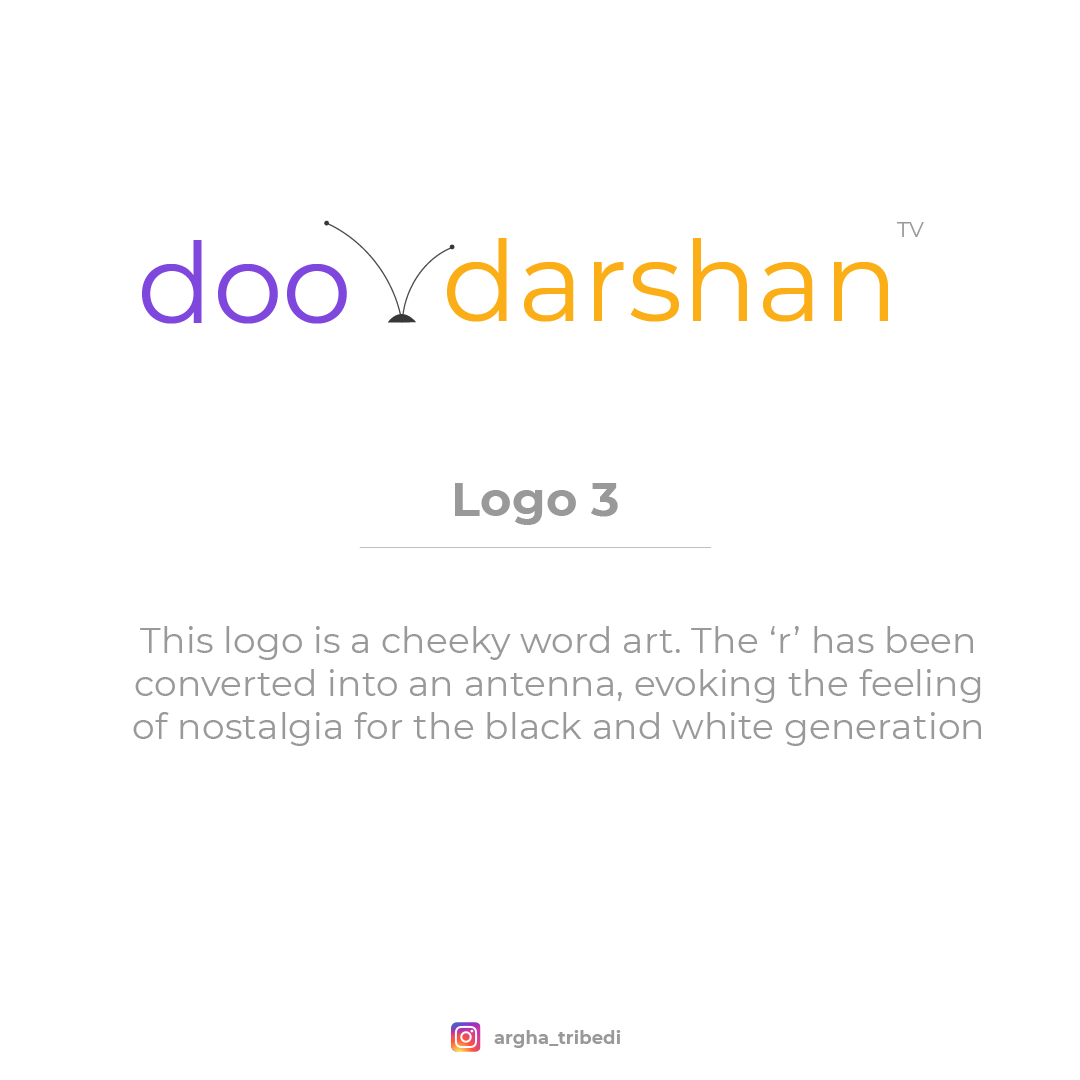 doo darshan TV
Logo 3
This logo is a cheeky word art. The ‘r’ has been
converted into an antenna, evoking the feeling
of nostalgia for the black and white generation
argha_tribedi